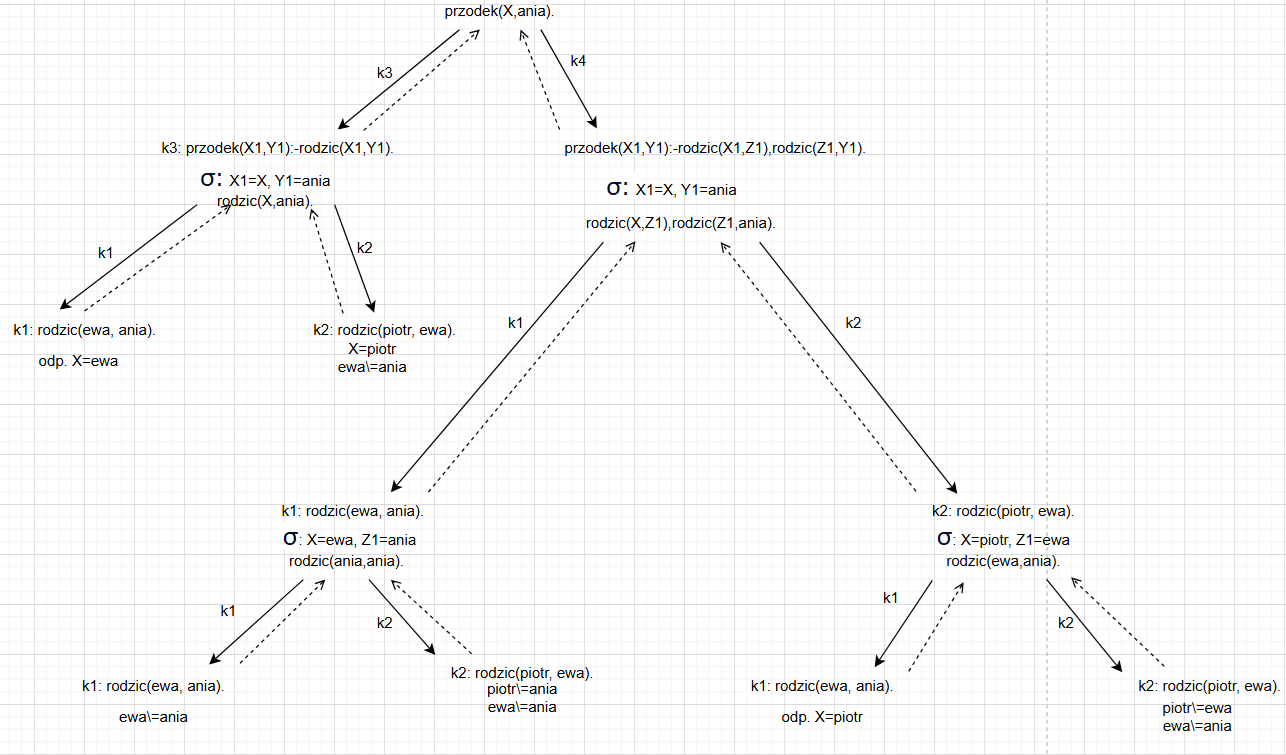 przodek(X,ania).
k3
k4
k3: przodek(X1,Y1):-rodzic(X1,Y1).
σ: X1=X, Y1=ania
rodzic(X,ania).
przodek(X1,Y1):-rodzic(X1,Z1),rodzic(Z1,Y1).
σ: X1=X, Y1=ania
rodzic(X,Z1),rodzic(Z1,ania).
k1
k2
k1: rodzic(ewa, ania).
odp. X=ewa
k2: rodzic(piotr, ewa).
X=piotr
ewa\=ania
k1
k2
k1: rodzic(ewa, ania).
σ: X=ewa, Z1=ania
rodzic(ania,ania).
k2: rodzic(piotr, ewa).
σ: X=piotr, Z1=ewa
rodzic(ewa,ania).
k1
k2
k1
k2
k1: rodzic(ewa, ania).
ewa\=ania
k2: rodzic(piotr, ewa).
piotr\=ania
ewa\=ania
k1: rodzic(ewa, ania).
odp. X=piotr
k2: rodzic(piotr, ewa).
piotr\=ewa
ewa\=ania